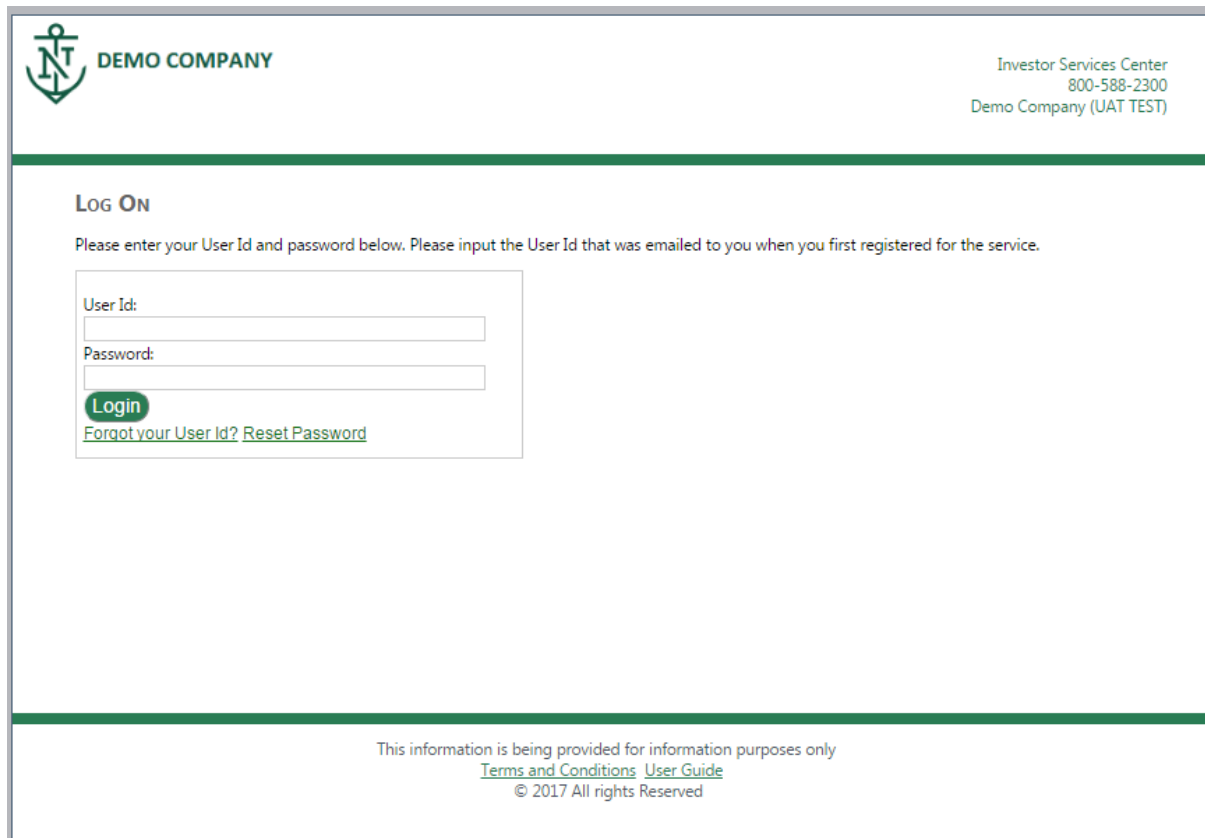 NT DEMO COMPANY
Investor Services Center
800-588-2300
Demo Company (UAT TEST)
LOG ON
Please enter your User Id and password below. Please input the User Id that was emailed to you when you first registered for the service.
User Id:
Password:
Login
Forgot your User Id? Reset Password
This information is being provided for information purposes only
Terms and Conditions User Guide
© 2017 All rights Reserved